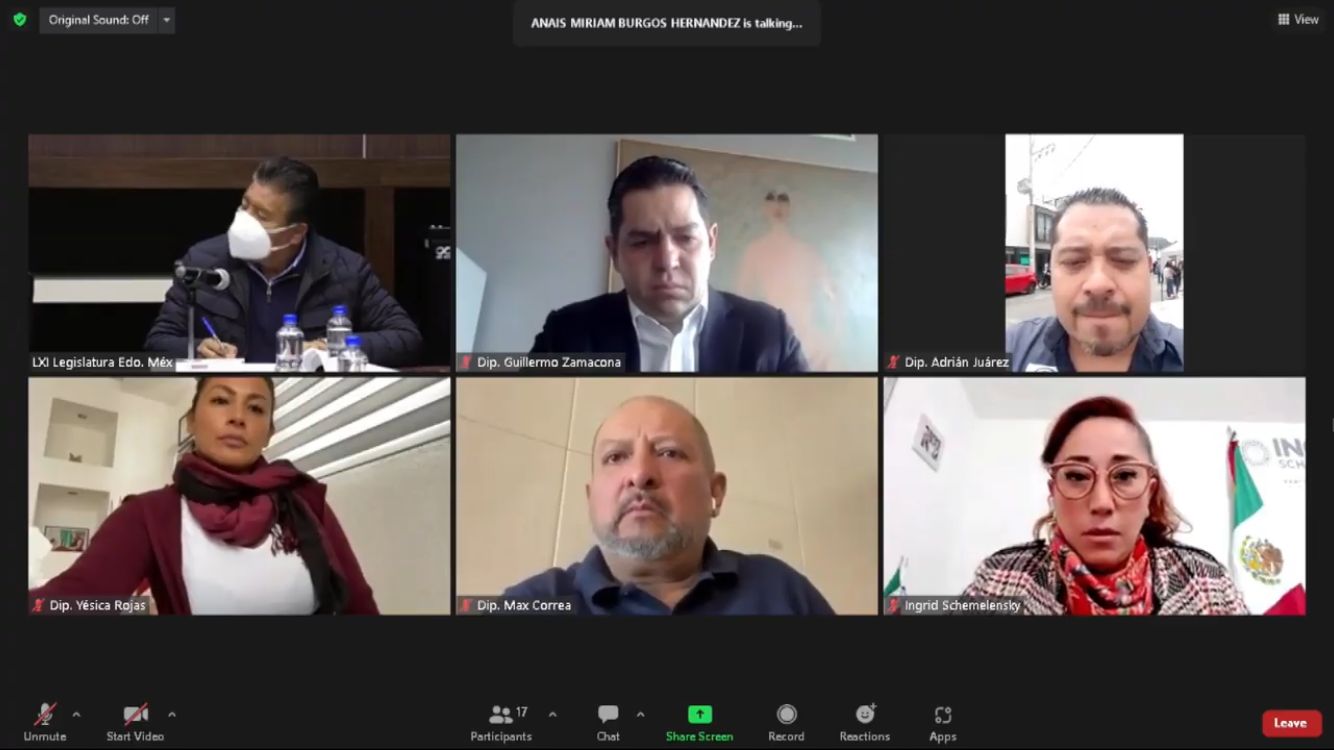 Original Sound: Off
ANAIS MIRIAM BURGOS HERNANDEZ is talking...
View
LXI Legislatura Edo. Méx
Dip. Guillermo Zamacona
Dip. Adrián Juárez
Dip. Yésica Rojas
Dip. Max Correa
Ingrid Schemelensky
Unmute
Start Video
17
Participants
Chat
Share Screen
Record
Reactions
Apps
Leave